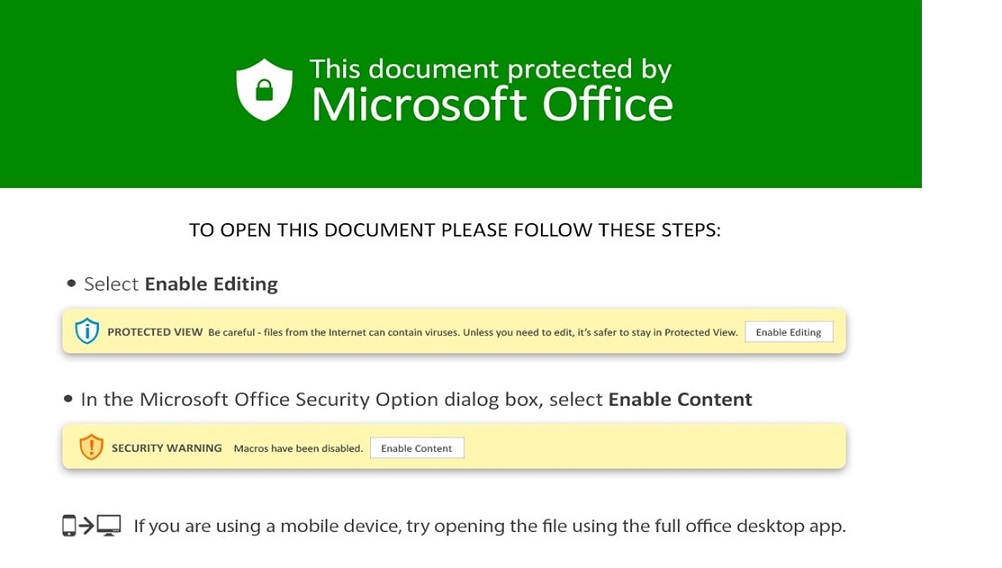 This document protected by
Microsoft Office
TO OPEN THIS DOCUMENT PLEASE FOLLOW THESE STEPS:
• Select Enable Editing
PROTECTED VIEW Be careful - files from the Internet can contain viruses. Unless you need to edit, it's safer to stay in Protected View. Enable Editing
• In the Microsoft Office Security Option dialog box, select Enable Content
SECURITY WARNING Macros have been disabled. Enable Content
If you are using a mobile device, try opening the file using the full office desktop app.